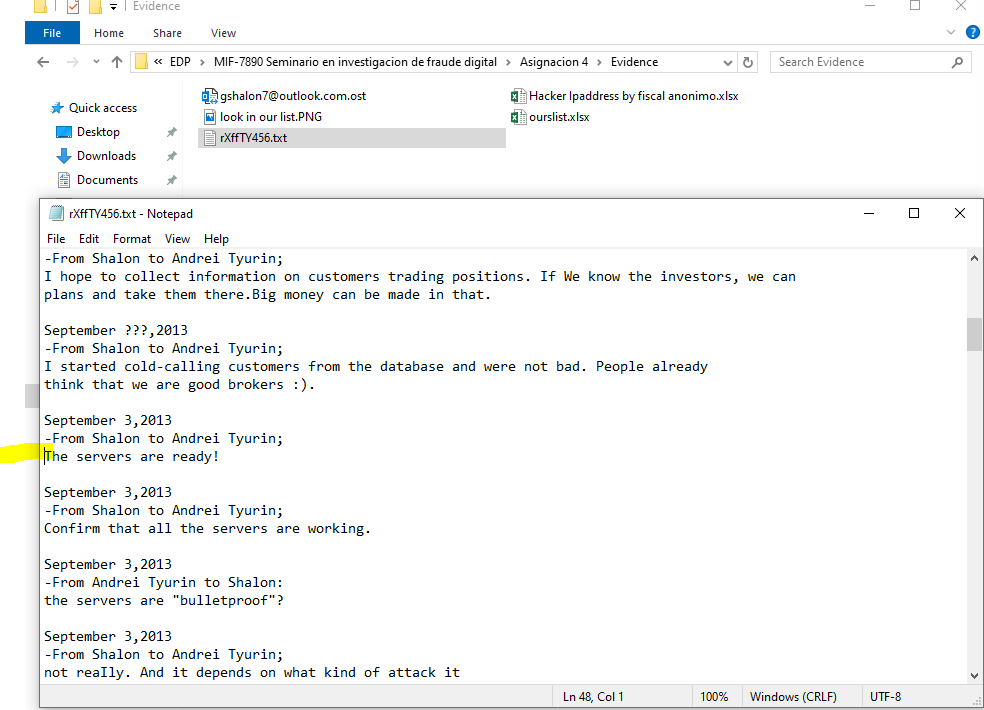 Evidence
File Home Share View
« EDP › MIF-7890 Seminario en investigacion de fraude digital › Asignacion 4 › Evidence
Search Evidence
Quick access
Desktop
Downloads
Documents
gshalon7@outlook.com.ost
look in our list.PNG
rXffTY456.txt
Hacker Ipaddress by fiscal anonimo.xlsx
ourslist.xlsx
rXffTY456.txt - Notepad
File Edit Format View Help
-From Shalon to Andrei Tyurin;
I hope to collect information on customers trading positions. If We know the investors, we can
plans and take them there.Big money can be made in that.
September ???,2013
-From Shalon to Andrei Tyurin;
I started cold-calling customers from the database and were not bad. People already
think that we are good brokers :).
September 3,2013
-From Shalon to Andrei Tyurin;
The servers are ready!
September 3,2013
-From Shalon to Andrei Tyurin;
Confirm that all the servers are working.
September 3,2013
-From Andrei Tyurin to Shalon:
the servers are "bulletproof"?
September 3,2013
-From Shalon to Andrei Tyurin;
not really. And it depends on what kind of attack it
Ln 48, Col 1 100% Windows (CRLF) UTF-8